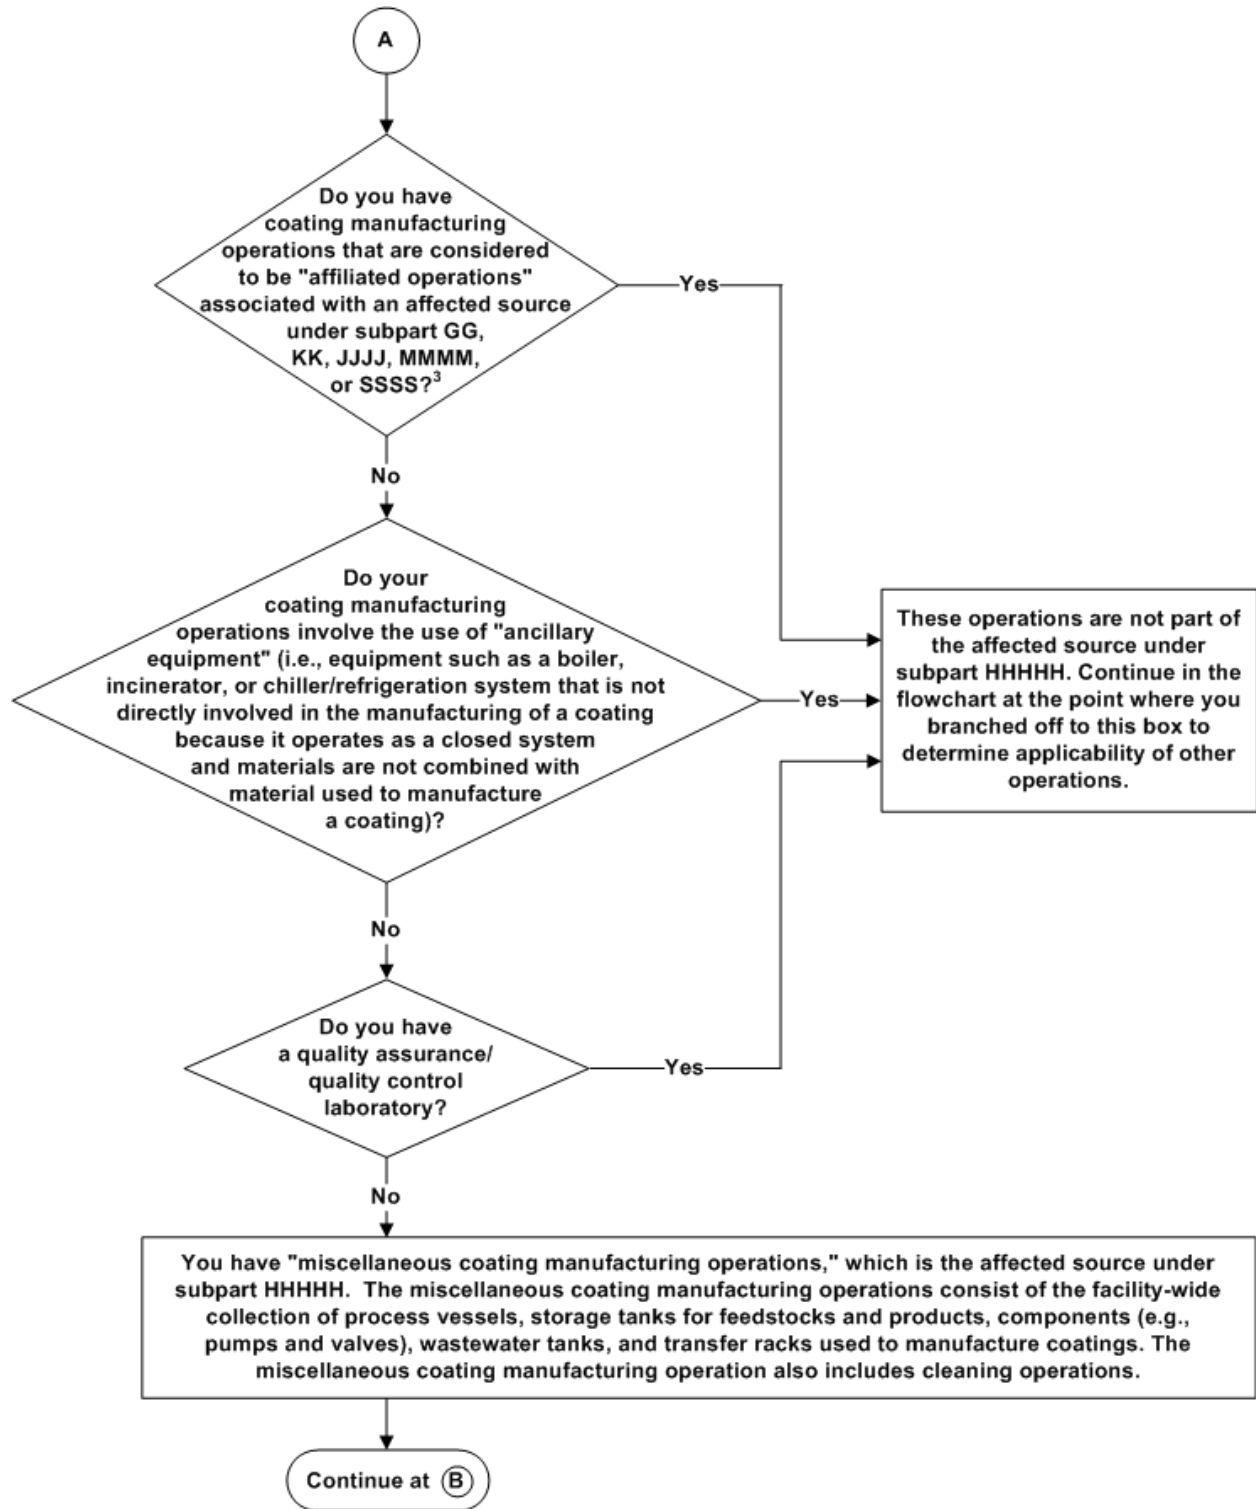 A
Do you have
coating manufacturing
operations that are considered
to be "affiliated operations"
associated with an affected source
under subpart GG,
KK, JJJJ, MMMM,
or SSSS?3
Yes
No
Do your
coating manufacturing
operations involve the use of "ancillary
equipment" (i.e., equipment such as a boiler,
incinerator, or chiller/refrigeration system that is not
directly involved in the manufacturing of a coating
because it operates as a closed system
and materials are not combined with
material used to manufacture
a coating)?
Yes
These operations are not part of
the affected source under
subpart HHHHH. Continue in the
flowchart at the point where you
branched off to this box to
determine applicability of other
operations.
No
Do you have
a quality assurance/
quality control
laboratory?
Yes
No
You have "miscellaneous coating manufacturing operations," which is the affected source under
subpart HHHHH. The miscellaneous coating manufacturing operations consist of the facility-wide
collection of process vessels, storage tanks for feedstocks and products, components (e.g.,
pumps and valves), wastewater tanks, and transfer racks used to manufacture coatings. The
miscellaneous coating manufacturing operation also includes cleaning operations.
Continue at B